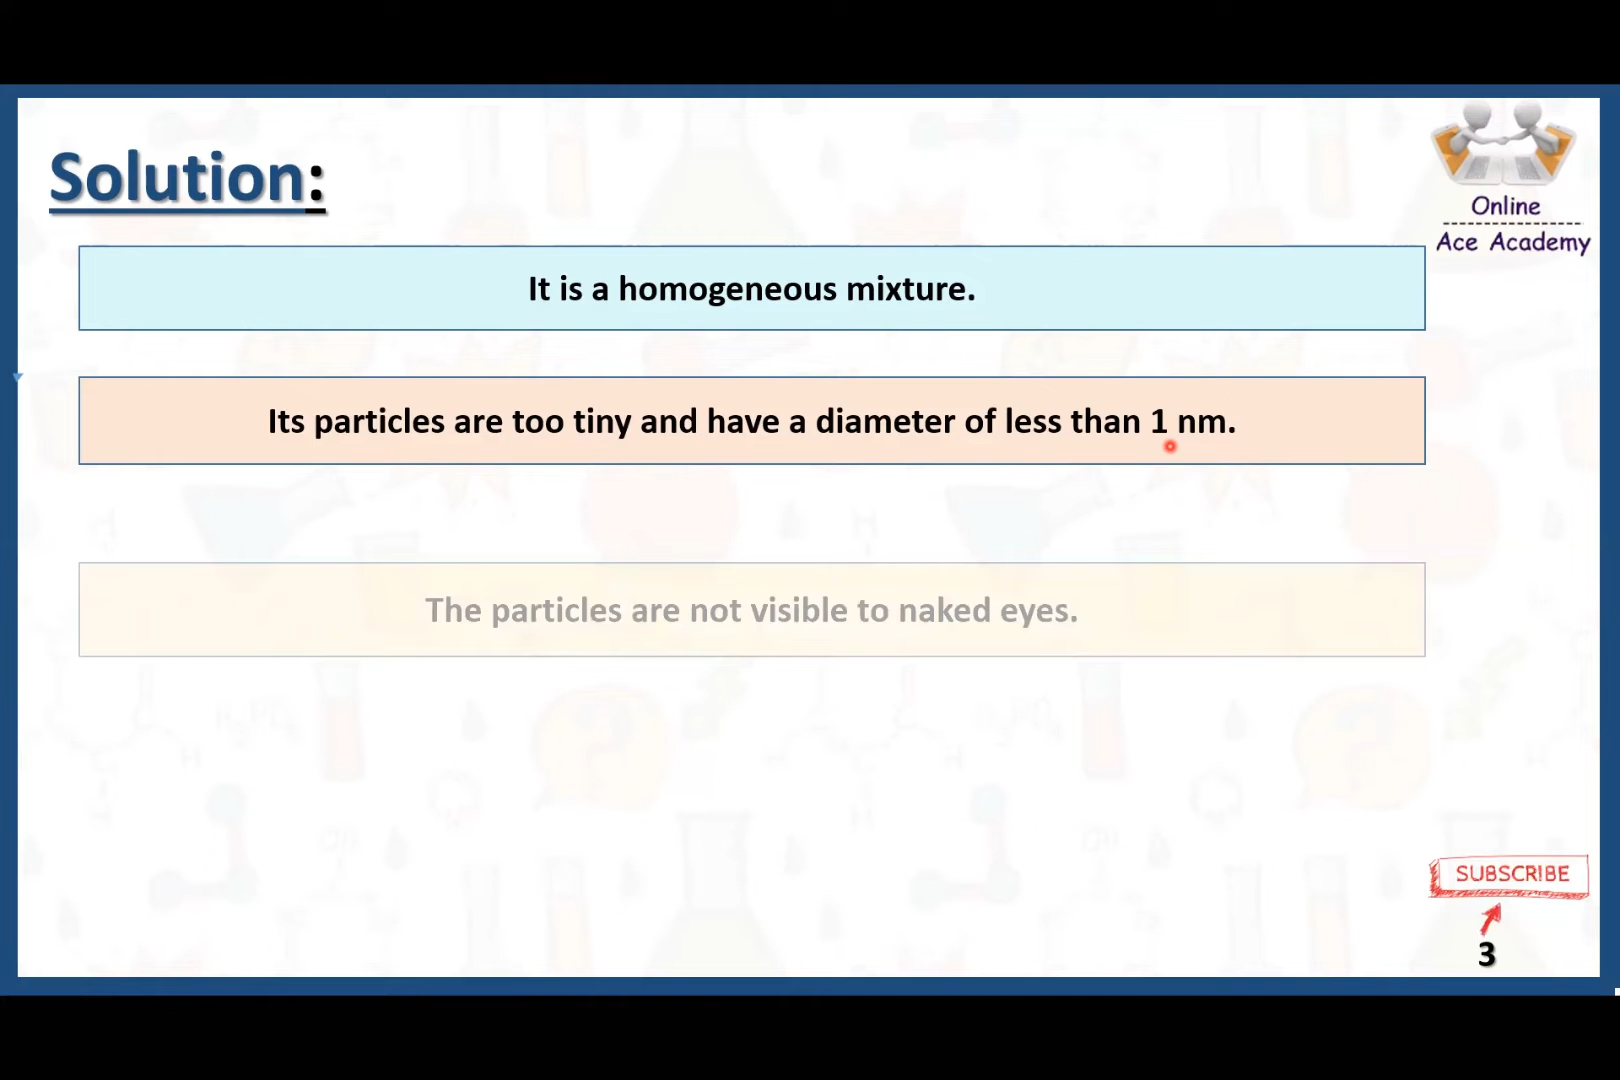 Solution:
Online
Ace Academy
It is a homogeneous mixture.
Its particles are too tiny and have a diameter of less than 1 nm.
The particles are not visible to naked eyes.
SUBSCRIBE
3